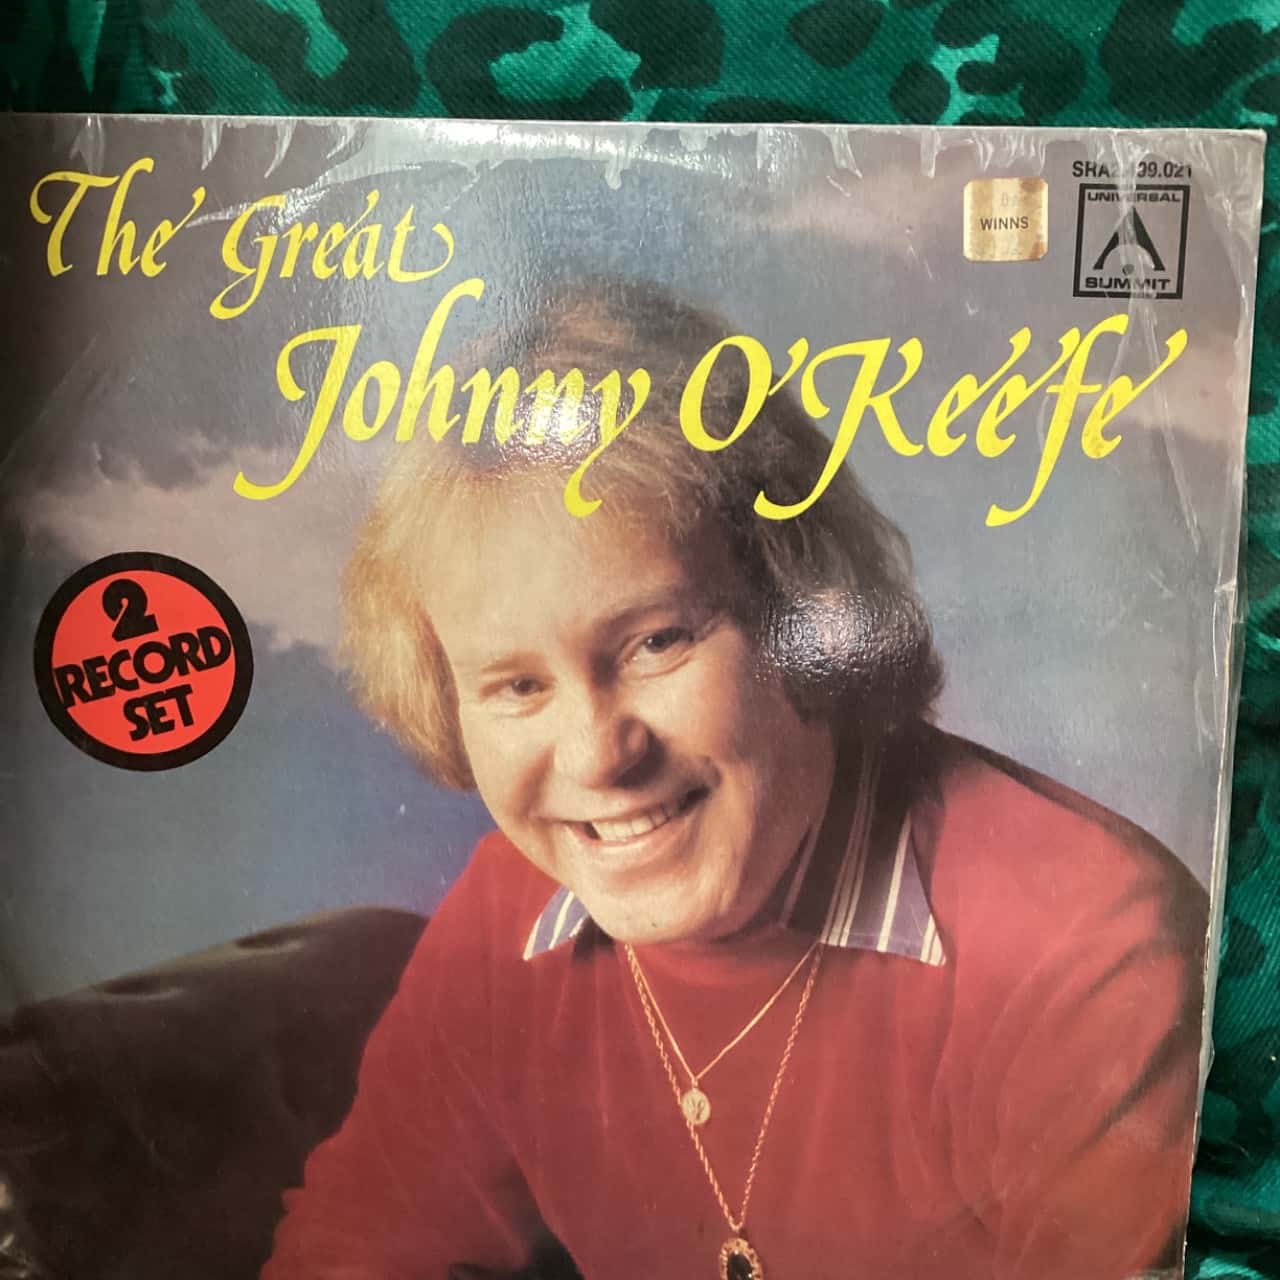 The Great
Johnny O'Keefe
WINNS
UNIVERSAL
SUMMIT
2
RECORD
SET